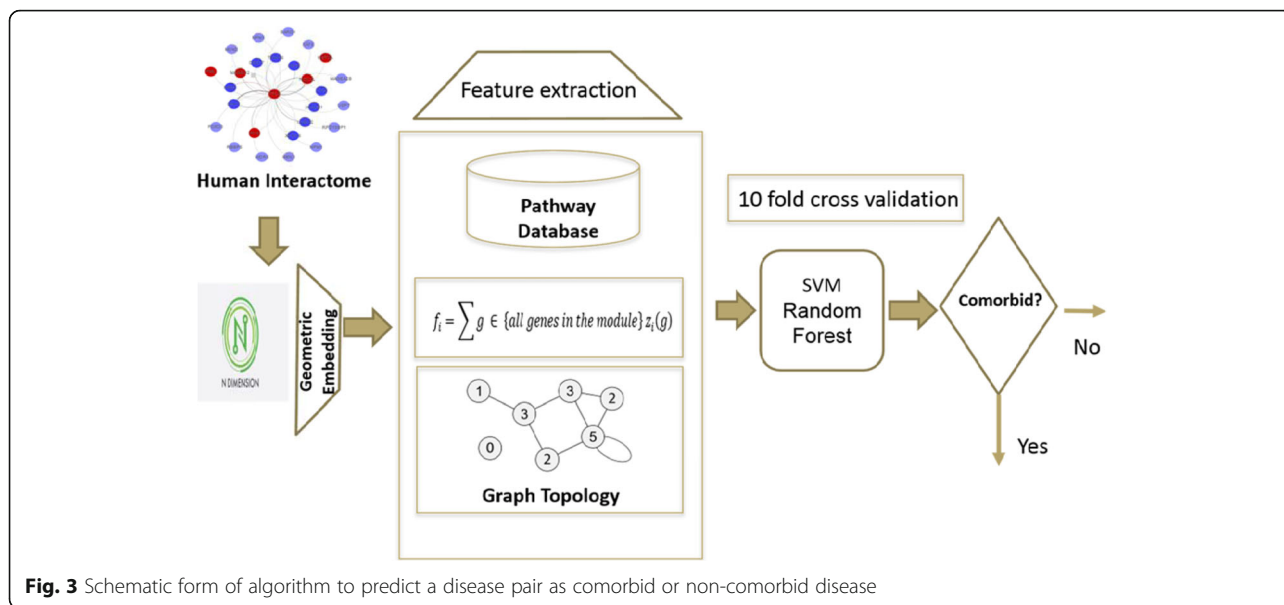 Human Interactome
N DIMENSION
Geometric
Embedding
Feature extraction
Pathway
Database
f_i = ∑ g ∈ {all genes in the module} z_i(g)
1
3
3
2
0
2
5
Graph Topology
10 fold cross validation
SVM
Random
Forest
Comorbid?
No
Yes
Fig. 3 Schematic form of algorithm to predict a disease pair as comorbid or non-comorbid disease